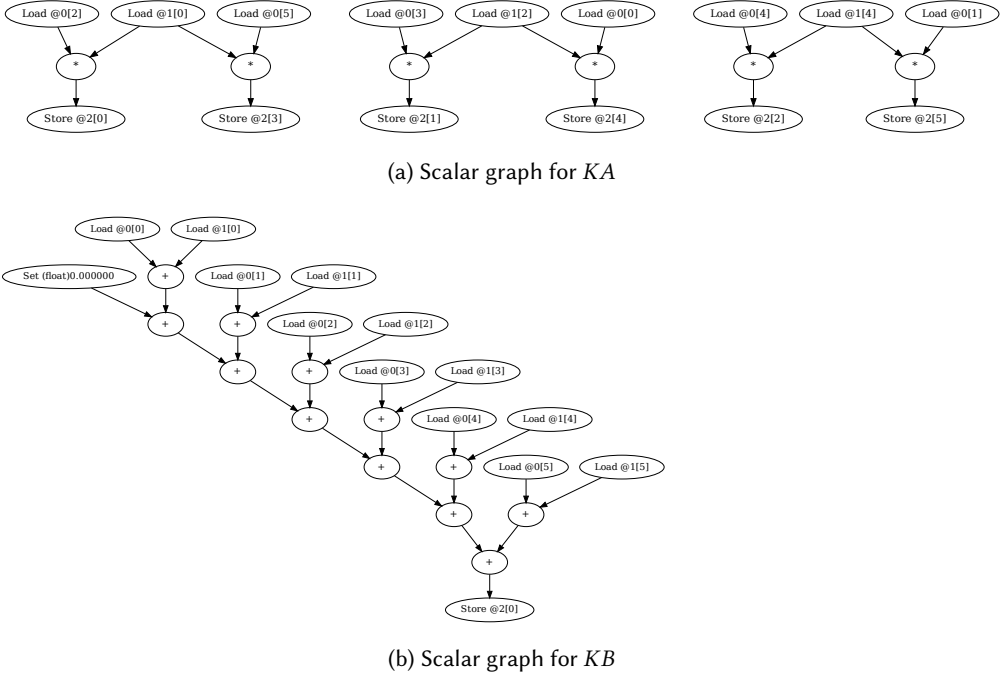 Load @0[2] Load @1[0] Load @0[5] Load @0[3] Load @1[2] Load @0[0] Load @0[4] Load @1[4] Load @0[1]
* * * * * *
Store @2[0] Store @2[3] Store @2[1] Store @2[4] Store @2[2] Store @2[5]
(a) Scalar graph for KA
Load @0[0] Load @1[0]
Set (float)0.000000 + Load @0[1] Load @1[1]
+ + Load @0[2] Load @1[2]
+ + Load @0[3] Load @1[3]
+ + Load @0[4] Load @1[4]
+ + Load @0[5] Load @1[5]
+ +
+
Store @2[0]
(b) Scalar graph for KB